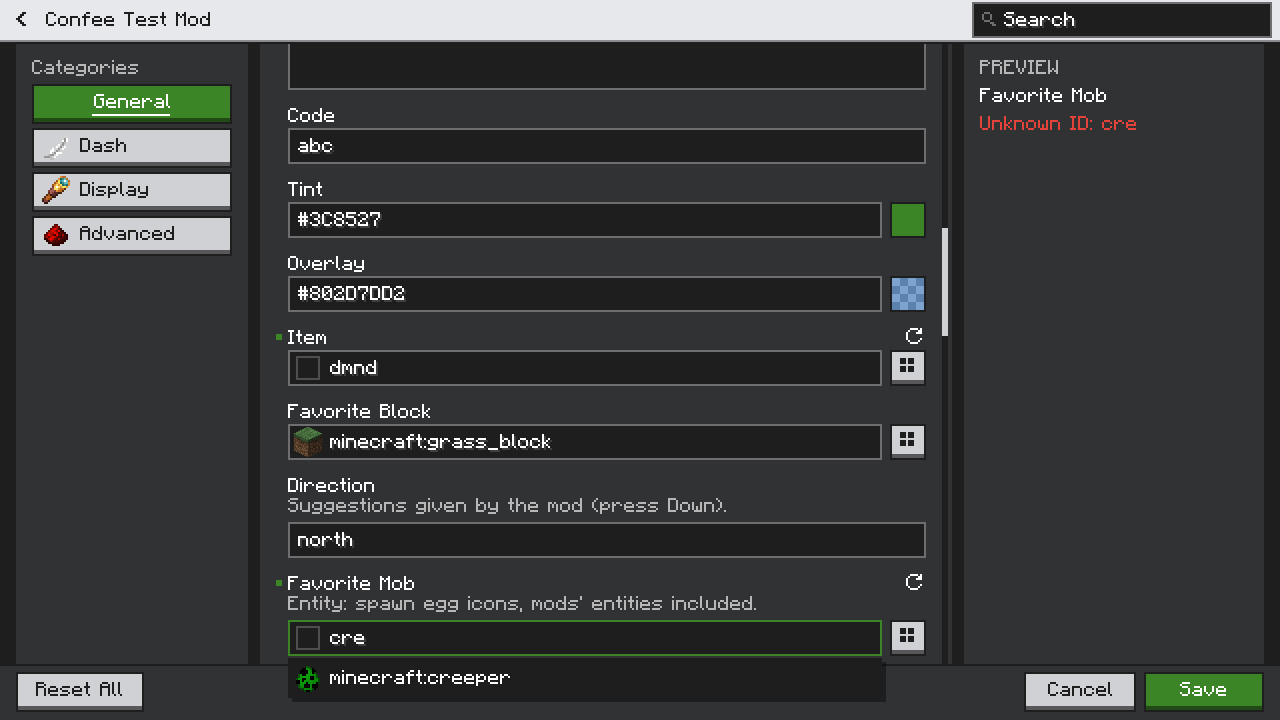 Confee Test Mod
Search
Categories
General
Dash
Display
Advanced
Code
abc
Tint
#3C8527
Overlay
#802D7DD2
Item
dmnd
Favorite Block
minecraft:grass_block
Direction
Suggestions given by the mod (press Down).
north
Favorite Mob
Entity: spawn egg icons, mods' entities included.
cre
minecraft:creeper
PREVIEW
Favorite Mob
Unknown ID: cre
Reset All
Cancel
Save